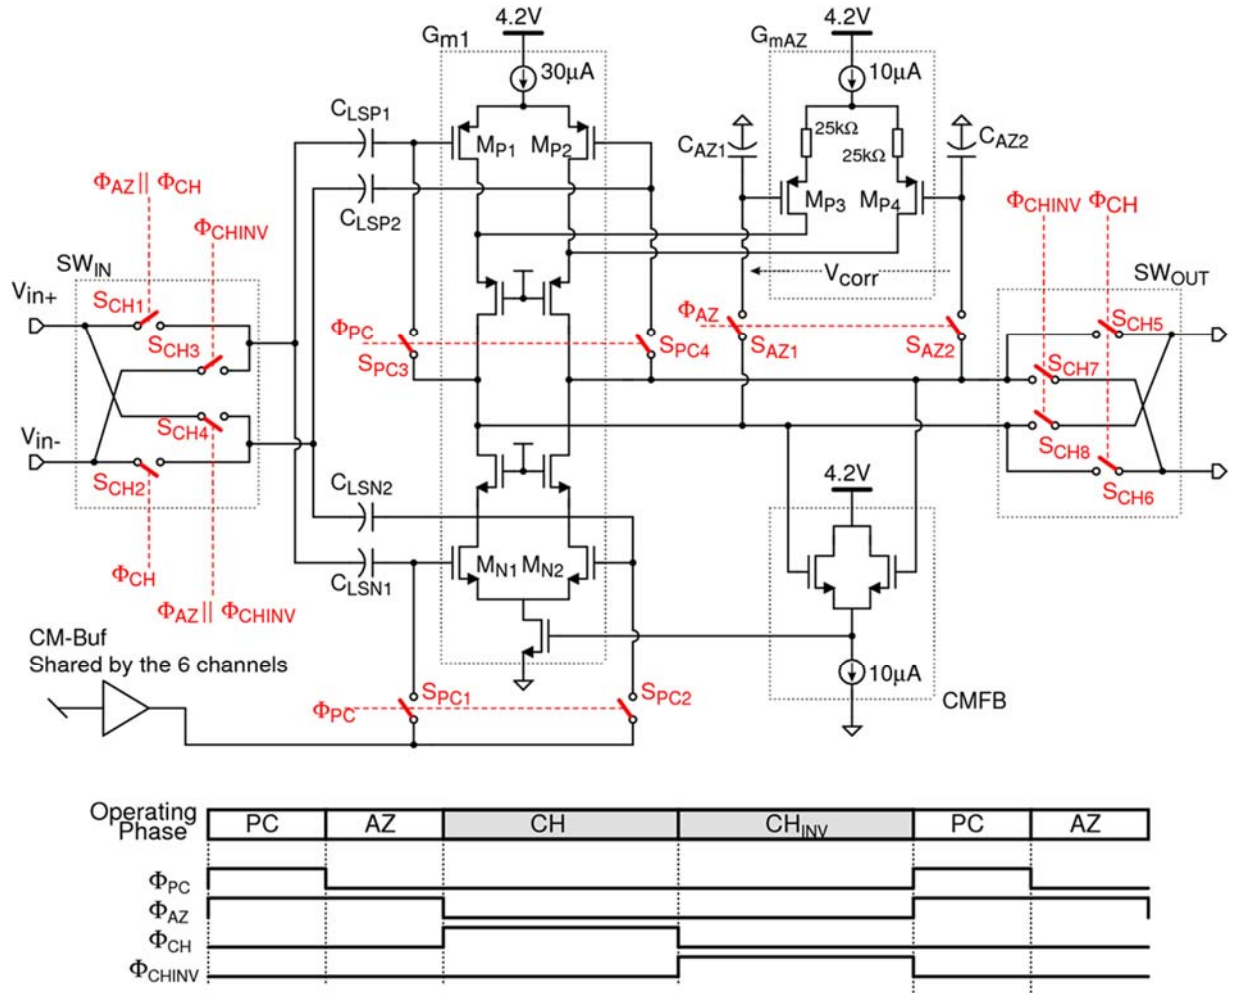 4.2V
4.2V
Gm1
GmAZ
30μA
10μA
CLSP1
MP1
MP2
25kΩ
25kΩ
CAZ1
CAZ2
ΦAZ|| ΦCH
CLSP2
MP3
MP4
ΦCHINV
ΦCHINV
ΦCH
SWIN
Vcorr
SWOUT
Vin+
SCH1
SCH3
ΦPC
SPC3
SPC4
ΦAZ
SAZ1
SAZ2
SCH5
SCH7
Vin-
SCH4
SCH2
SCH8
SCH6
CLSN2
4.2V
ΦCH
CLSN1
MN1
MN2
ΦAZ|| ΦCHINV
CM-Buf
Shared by the 6 channels
10μA
ΦPC
SPC1
SPC2
CMFB
Operating
Phase
PC
AZ
CH
CHINV
PC
AZ
ΦPC
ΦAZ
ΦCH
ΦCHINV